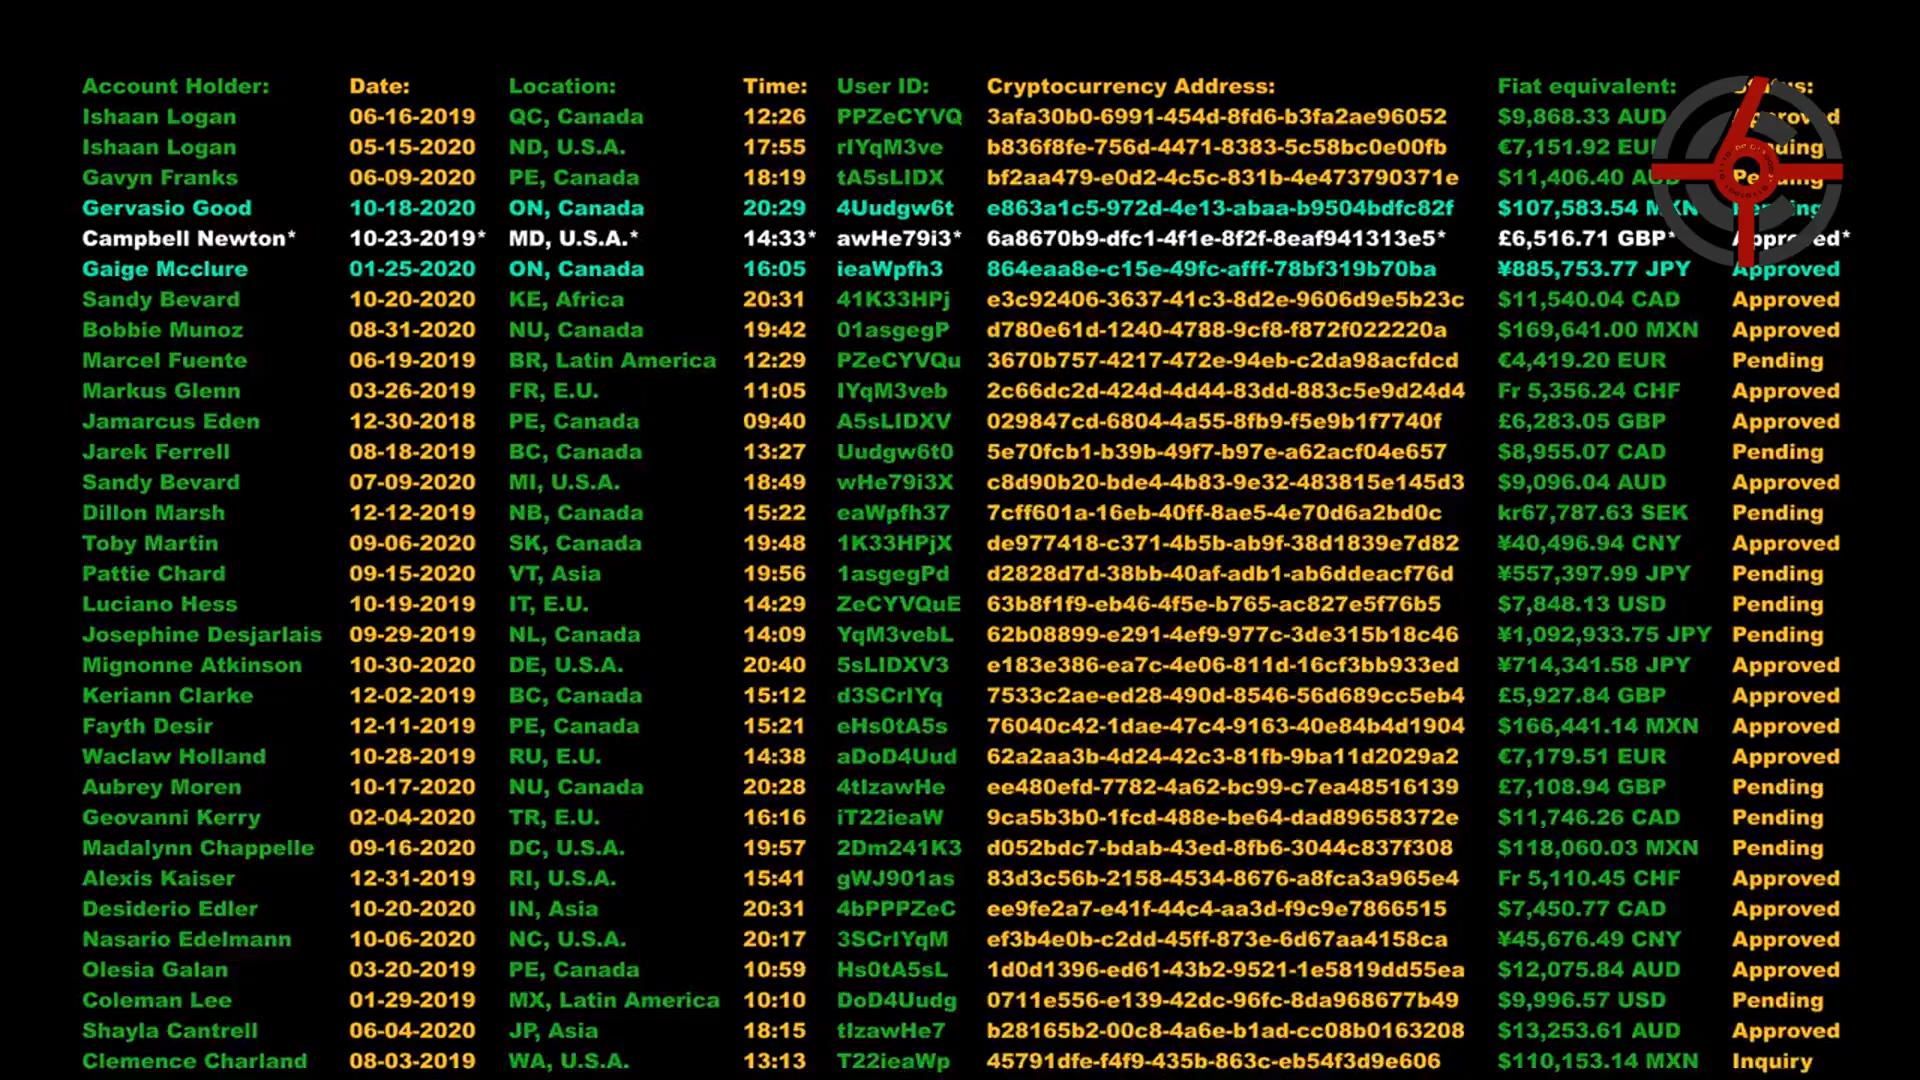 Account Holder: Date: Location: Time: User ID: Cryptocurrency Address: Fiat equivalent:
Ishaan Logan 06-16-2019 QC, Canada 12:26 PPZeCYVQ 3afa30b0-6991-454d-8fd6-b3fa2ae96052 $9,868.33 AUD Approved
Ishaan Logan 05-15-2020 ND, U.S.A. 17:55 rIYqM3ve b836f8fe-756d-4471-8383-5c58bc0e00fb €7,151.92 EUR Pending
Gavyn Franks 06-09-2020 PE, Canada 18:19 tA5sLIDX bf2aa479-e0d2-4c5c-831b-4e473790371e $11,406.40 AUD Pending
Gervasio Good 10-18-2020 ON, Canada 20:29 4Uudgw6t e863a1c5-972d-4e13-abaa-b9504bdfc82f $107,583.54 MXN Pending
Campbell Newton* 10-23-2019* MD, U.S.A.* 14:33* awHe79i3* 6a8670b9-dfc1-4f1e-8f2f-8eaf941313e5* £6,516.71 GBP* Approved*
Gaige Mcclure 01-25-2020 ON, Canada 16:05 ieaWpfh3 864eaa8e-c15e-49fc-afff-78bf319b70ba ¥885,753.77 JPY Approved
Sandy Bevard 10-20-2020 KE, Africa 20:31 41K33HPj e3c92406-3637-41c3-8d2e-9606d9e5b23c $11,540.04 CAD Approved
Bobbie Munoz 08-31-2020 NU, Canada 19:42 01asgegP d780e61d-1240-4788-9cf8-f872f022220a $169,641.00 MXN Approved
Marcel Fuente 06-19-2019 BR, Latin America 12:29 PZeCYVQu 3670b757-4217-472e-94eb-c2da98acfdcd €4,419.20 EUR Pending
Markus Glenn 03-26-2019 FR, E.U. 11:05 IYqM3veb 2c66dc2d-424d-4d44-83dd-883c5e9d24d4 Fr 5,356.24 CHF Approved
Jamarcus Eden 12-30-2018 PE, Canada 09:40 A5sLIDXV 029847cd-6804-4a55-8fb9-f5e9b1f7740f £6,283.05 GBP Approved
Jarek Ferrell 08-18-2019 BC, Canada 13:27 Uudgw6t0 5e70fcb1-b39b-49f7-b97e-a62acf04e657 $8,955.07 CAD Pending
Sandy Bevard 07-09-2020 MI, U.S.A. 18:49 wHe79i3X c8d90b20-bde4-4b83-9e32-483815e145d3 $9,096.04 AUD Approved
Dillon Marsh 12-12-2019 NB, Canada 15:22 eaWpfh37 7cff601a-16eb-40ff-8ae5-4e70d6a2bd0c kr67,787.63 SEK Pending
Toby Martin 09-06-2020 SK, Canada 19:48 1K33HPjX de977418-c371-4b5b-ab9f-38d1839e7d82 ¥40,496.94 CNY Approved
Pattie Chard 09-15-2020 VT, Asia 19:56 1asgegPd d2828d7d-38bb-40af-adb1-ab6ddeacf76d ¥557,397.99 JPY Pending
Luciano Hess 10-19-2019 IT, E.U. 14:29 ZeCYVQuE 63b8f1f9-eb46-4f5e-b765-ac827e5f76b5 $7,848.13 USD Pending
Josephine Desjarlais 09-29-2019 NL, Canada 14:09 YqM3vebL 62b08899-e291-4ef9-977c-3de315b18c46 ¥1,092,933.75 JPY Pending
Mignonne Atkinson 10-30-2020 DE, U.S.A. 20:40 5sLIDXV3 e183e386-ea7c-4e06-811d-16cf3bb933ed ¥714,341.58 JPY Approved
Keriann Clarke 12-02-2019 BC, Canada 15:12 d3SCrIYq 7533c2ae-ed28-490d-8546-56d689cc5eb4 £5,927.84 GBP Approved
Fayth Desir 12-11-2019 PE, Canada 15:21 eHs0tA5s 76040c42-1dae-47c4-9163-40e84b4d1904 $166,441.14 MXN Approved
Waclaw Holland 10-28-2019 RU, E.U. 14:38 aDoD4Uud 62a2aa3b-4d24-42c3-81fb-9ba11d2029a2 €7,179.51 EUR Approved
Aubrey Moren 10-17-2020 NU, Canada 20:28 4tIzawHe ee480efd-7782-4a62-bc99-c7ea48516139 £7,108.94 GBP Pending
Geovanni Kerry 02-04-2020 TR, E.U. 16:16 iT22ieaW 9ca5b3b0-1fcd-488e-be64-dad89658372e $11,746.26 CAD Pending
Madalynn Chappelle 09-16-2020 DC, U.S.A. 19:57 2Dm241K3 d052bdc7-bdab-43ed-8fb6-3044c837f308 $118,060.03 MXN Pending
Alexis Kaiser 12-31-2019 RI, U.S.A. 15:41 gWJ901as 83d3c56b-2158-4534-8676-a8fca3a965e4 Fr 5,110.45 CHF Approved
Desiderio Edler 10-20-2020 IN, Asia 20:31 4bPPPZeC ee9fe2a7-e41f-44c4-aa3d-f9c9e7866515 $7,450.77 CAD Approved
Nasario Edelmann 10-06-2020 NC, U.S.A. 20:17 3SCrIYqM ef3b4e0b-c2dd-45ff-873e-6d67aa4158ca ¥45,676.49 CNY Approved
Olesia Galan 03-20-2019 PE, Canada 10:59 Hs0tA5sL 1d0d1396-ed61-43b2-9521-1e5819dd55ea $12,075.84 AUD Approved
Coleman Lee 01-29-2019 MX, Latin America 10:10 DoD4Uudg 0711e556-e139-42dc-96fc-8da968677b49 $9,996.57 USD Pending
Shayla Cantrell 06-04-2020 JP, Asia 18:15 tIzawHe7 b28165b2-00c8-4a6e-b1ad-cc08b0163208 $13,253.61 AUD Approved
Clemence Charland 08-03-2019 WA, U.S.A. 13:13 T22ieaWp 45791dfe-f4f9-435b-863c-eb54f3d9e606 $110,153.14 MXN Inquiry